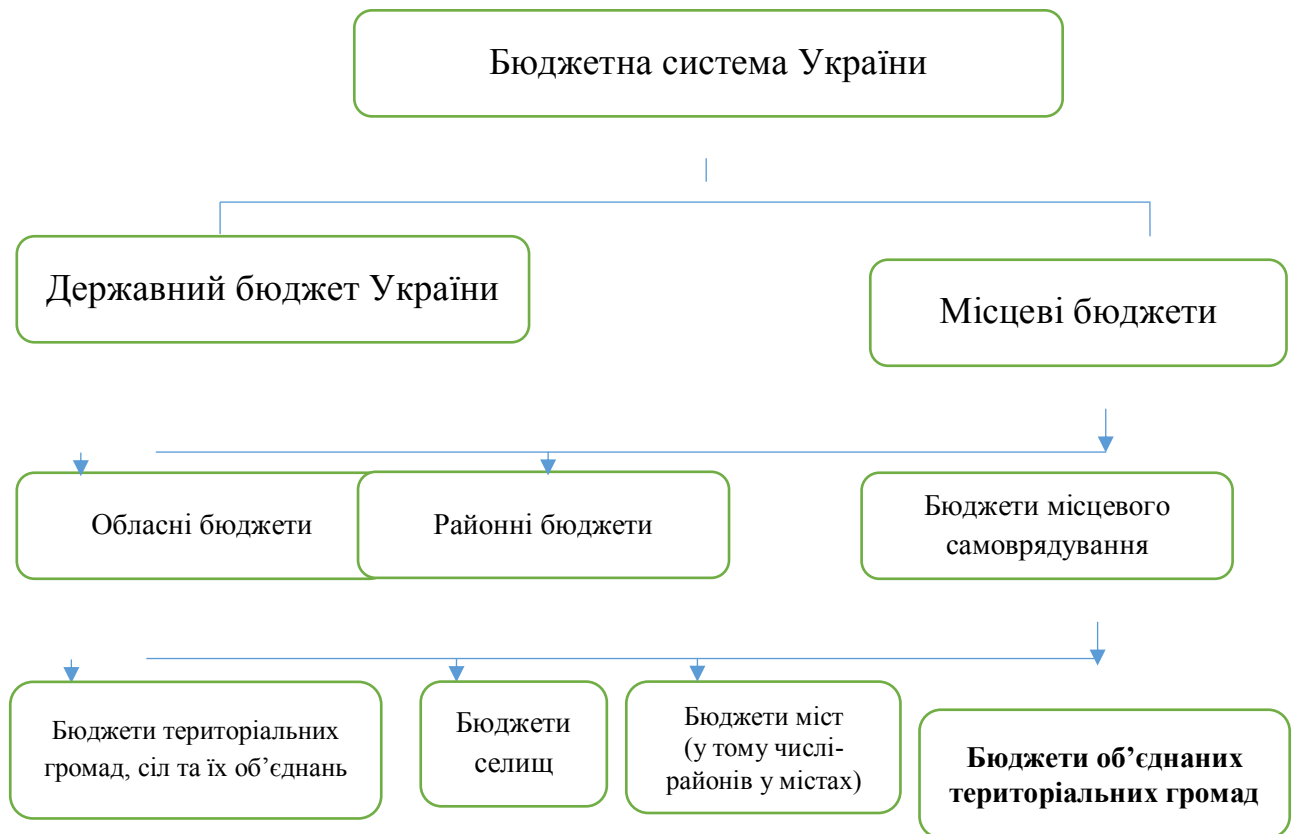 Бюджетна система України
Державний бюджет України
Місцеві бюджети
Обласні бюджети
Районні бюджети
Бюджети місцевого
самоврядування
Бюджети територіальних
громад, сіл та їх об’єднань
Бюджети
селищ
Бюджети міст
(у тому числі-
районів у містах)
Бюджети об’єднаних
територіальних громад